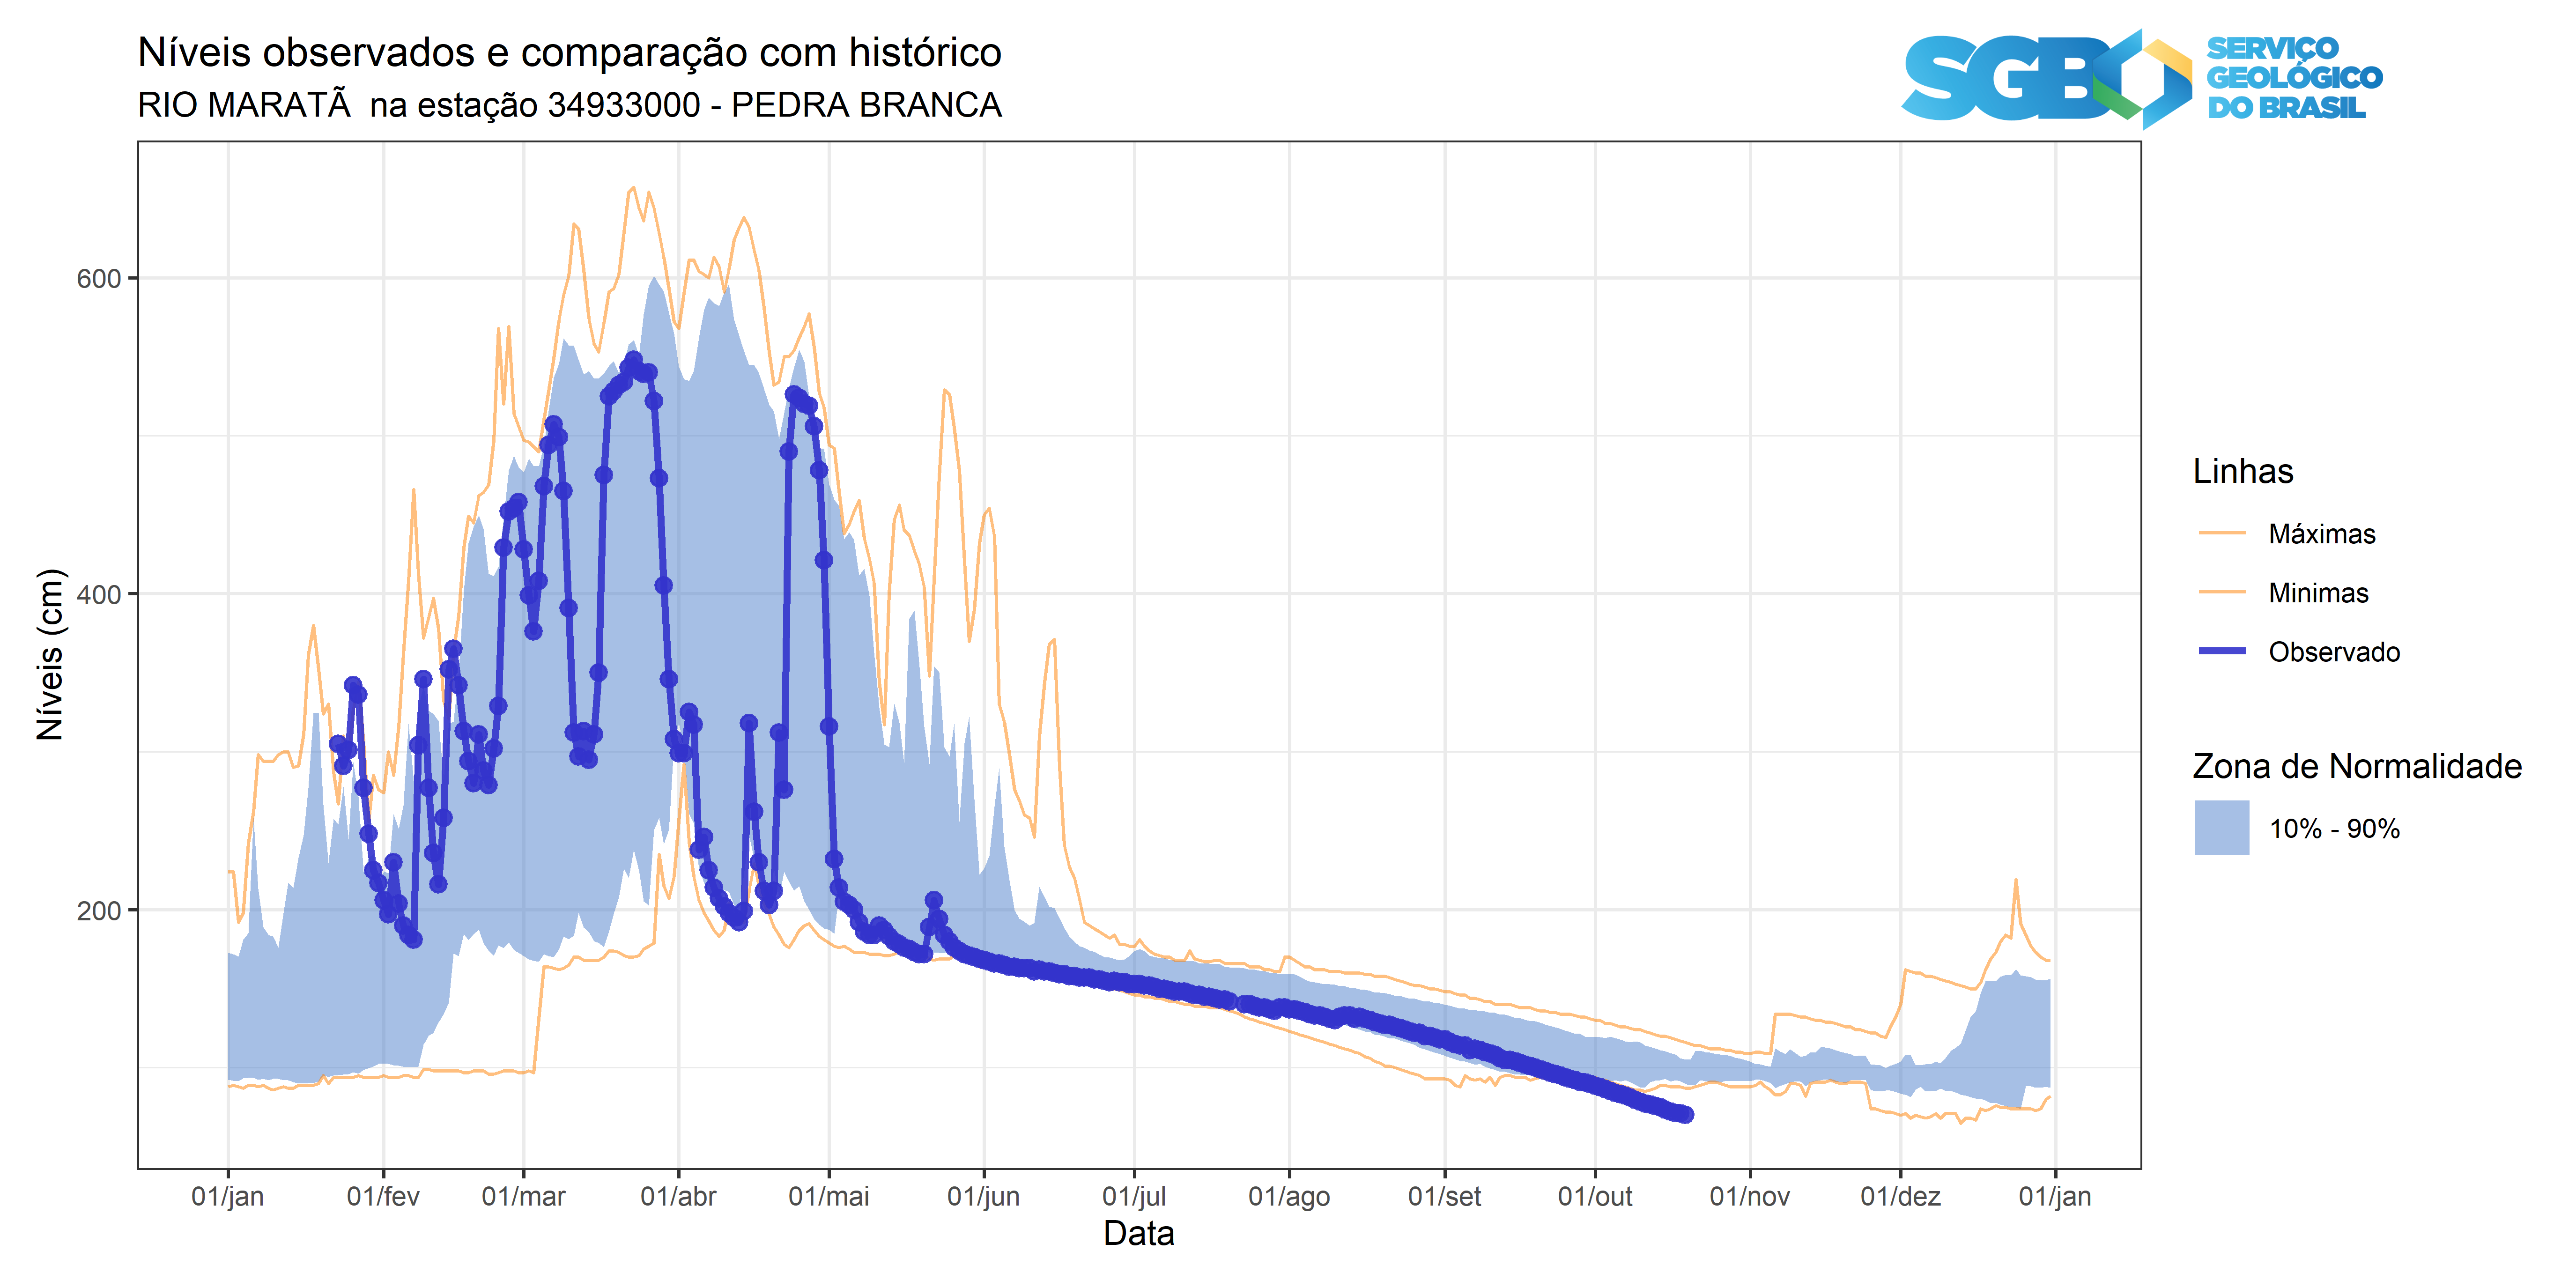 Níveis observados e comparação com histórico
RIO MARATÃ  na estação 34933000 - PEDRA BRANCA
SGB
SERVIÇO
GEOLÓGICO
DO BRASIL
Níveis (cm)
600
400
200
01/jan 01/fev 01/mar 01/abr 01/mai 01/jun 01/jul 01/ago 01/set 01/out 01/nov 01/dez 01/jan
Data
Linhas
Máximas
Minimas
Observado
Zona de Normalidade
10% - 90%